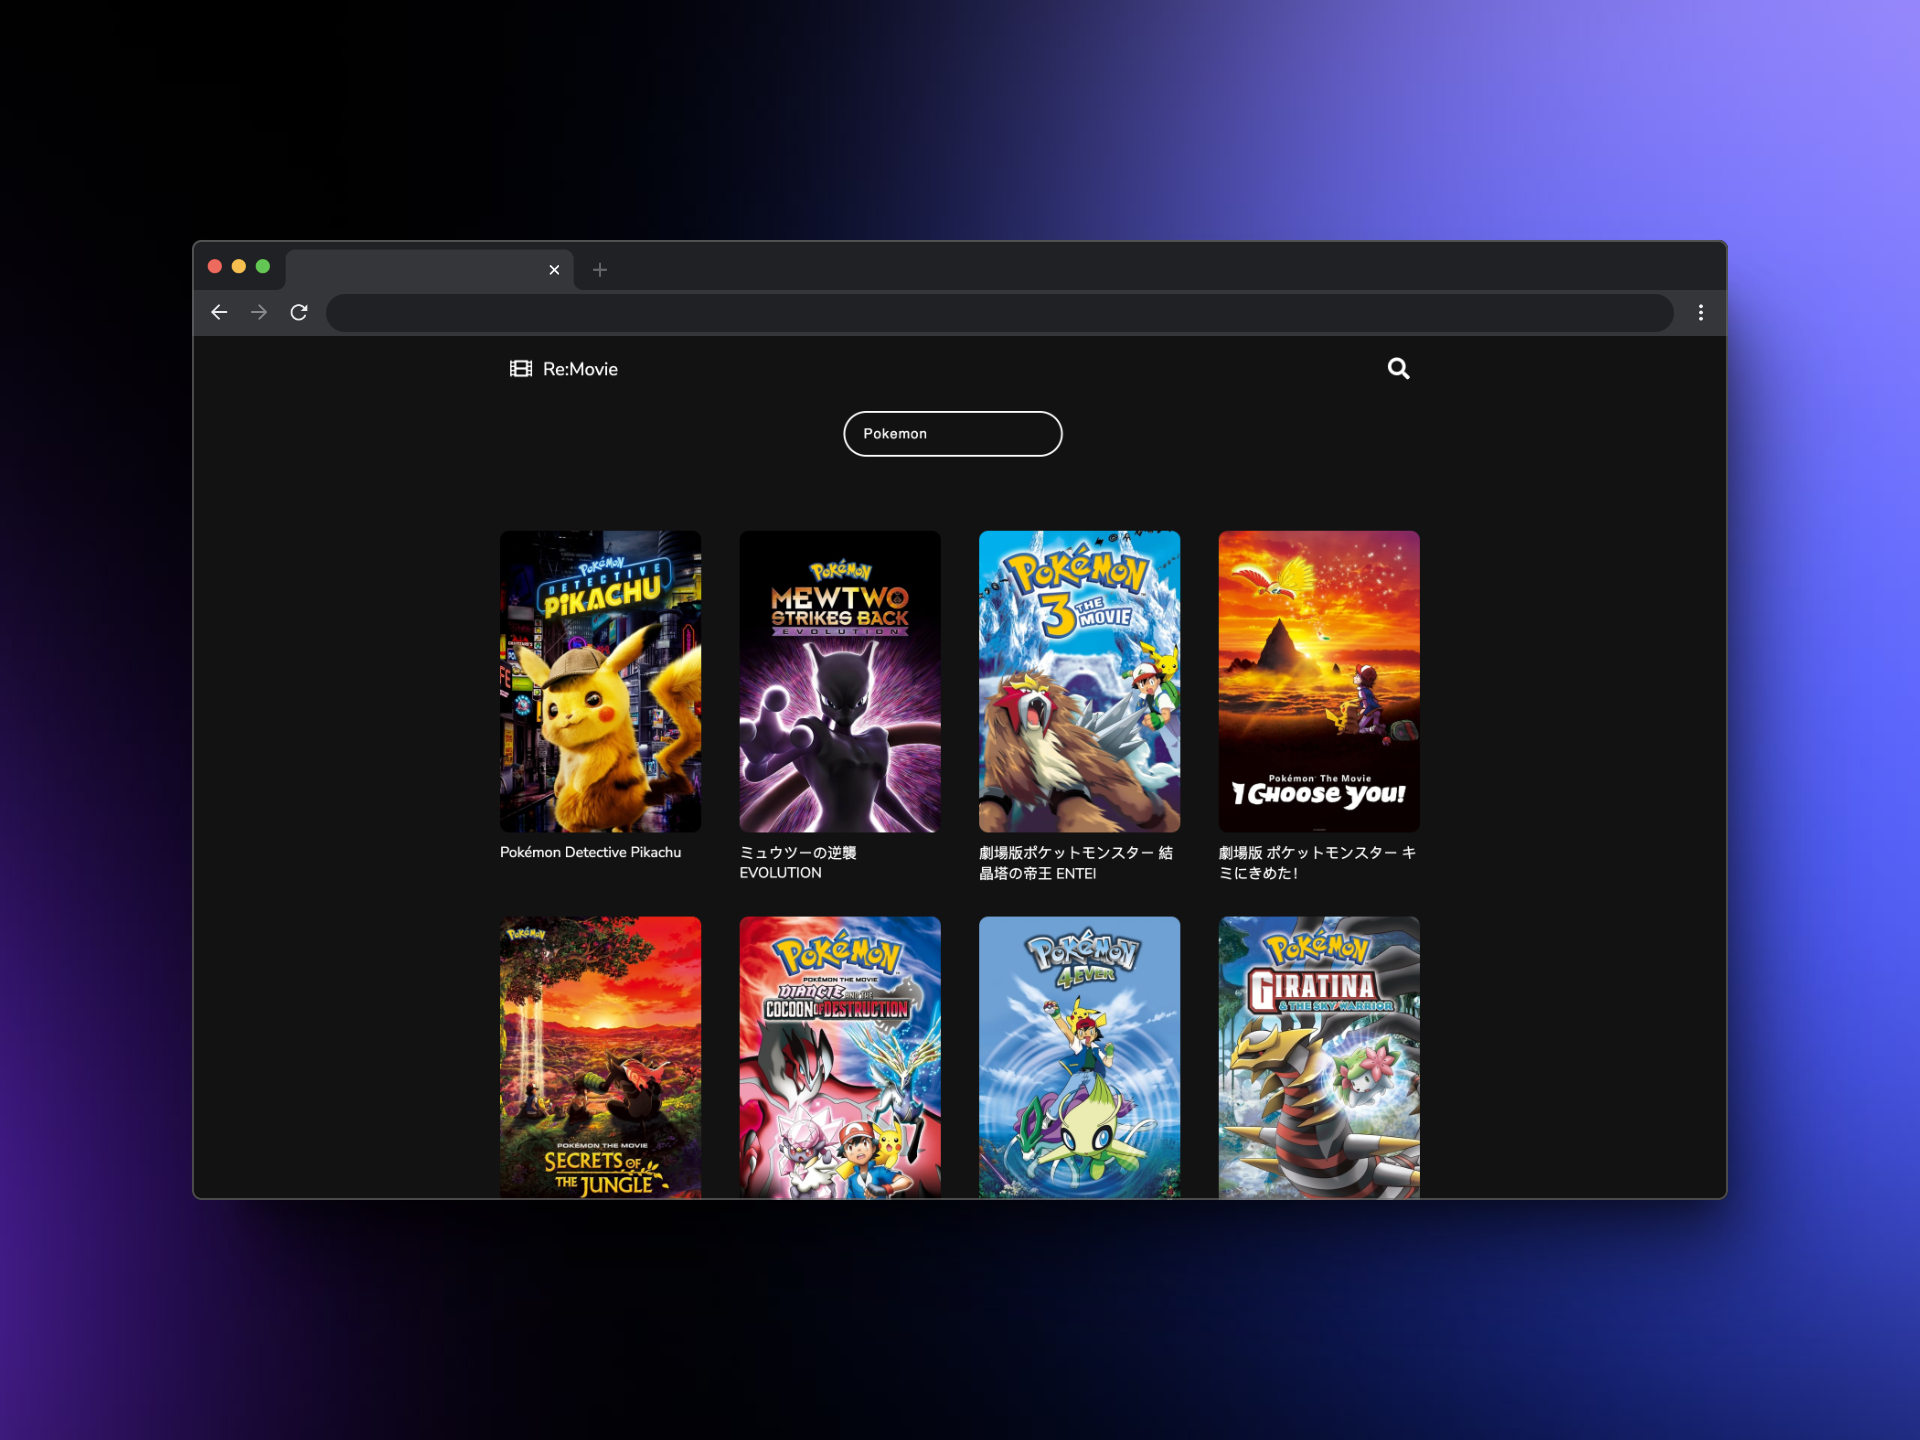 Re:Movie
Pokemon
POKéMON
DETECTIVE
PIKACHU
POKéMON
MEWTWO
STRIKES BACK
EVOLUTION
POKéMON
3 THE
MOVIE
Pokémon The Movie
I Choose You!
Pokémon Detective Pikachu
ミュウツーの逆襲
EVOLUTION
劇場版ポケットモンスター 結
晶塔の帝王 ENTEI
劇場版 ポケットモンスター キ
ミにきめた!
POKéMON
POKÉMON THE MOVIE
SECRETS OF
THE JUNGLE
POKéMON
POKÉMON THE MOVIE
DIANCIE AND THE
COCOON OF DESTRUCTION
POKéMON
4EVER
POKéMON
GIRATINA
& THE SKY WARRIOR